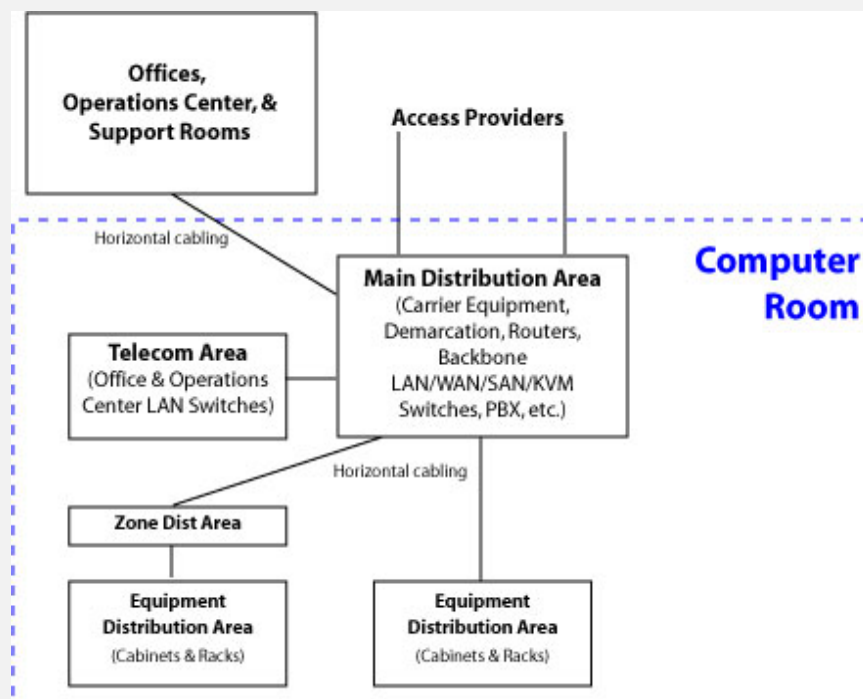 Offices,
Operations Center, &
Support Rooms
Access Providers
Horizontal cabling
Computer
Room
Main Distribution Area
(Carrier Equipment,
Demarcation, Routers,
Backbone
LAN/WAN/SAN/KVM
Switches, PBX, etc.)
Telecom Area
(Office & Operations
Center LAN Switches)
Horizontal cabling
Zone Dist Area
Equipment
Distribution Area
(Cabinets & Racks)
Equipment
Distribution Area
(Cabinets & Racks)